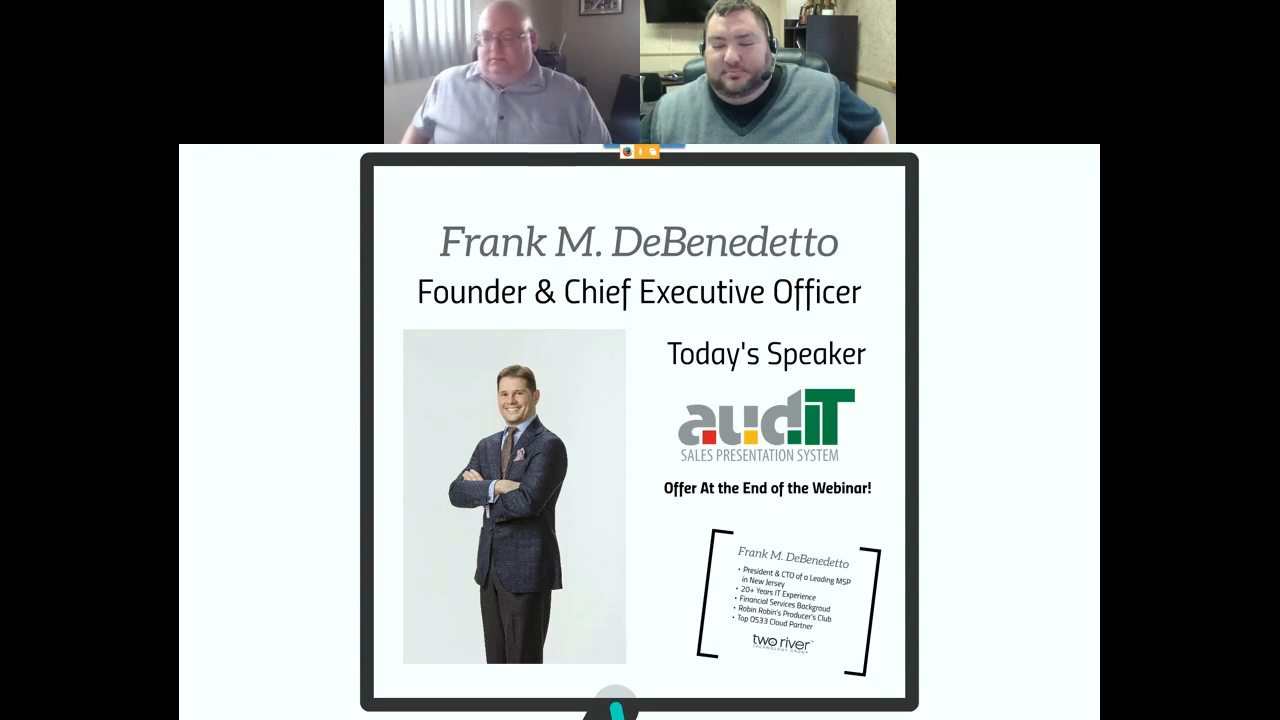 Frank M. DeBenedetto
Founder & Chief Executive Officer
Today's Speaker
audIT
SALES PRESENTATION SYSTEM
Offer At the End of the Webinar!
Frank M. DeBenedetto
• President & CTO of a Leading MSP
in New Jersey
• 20+ Years IT Experience
• Financial Services Backgroud
• Robin Robin's Producer's Club
• Top OS33 Cloud Partner
two river
TECHNOLOGY GROUP